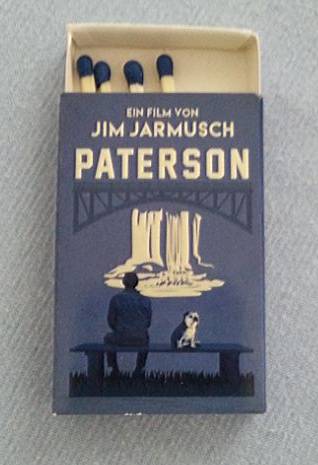 EIN FILM VON
JIM JARMUSCH
PATERSON